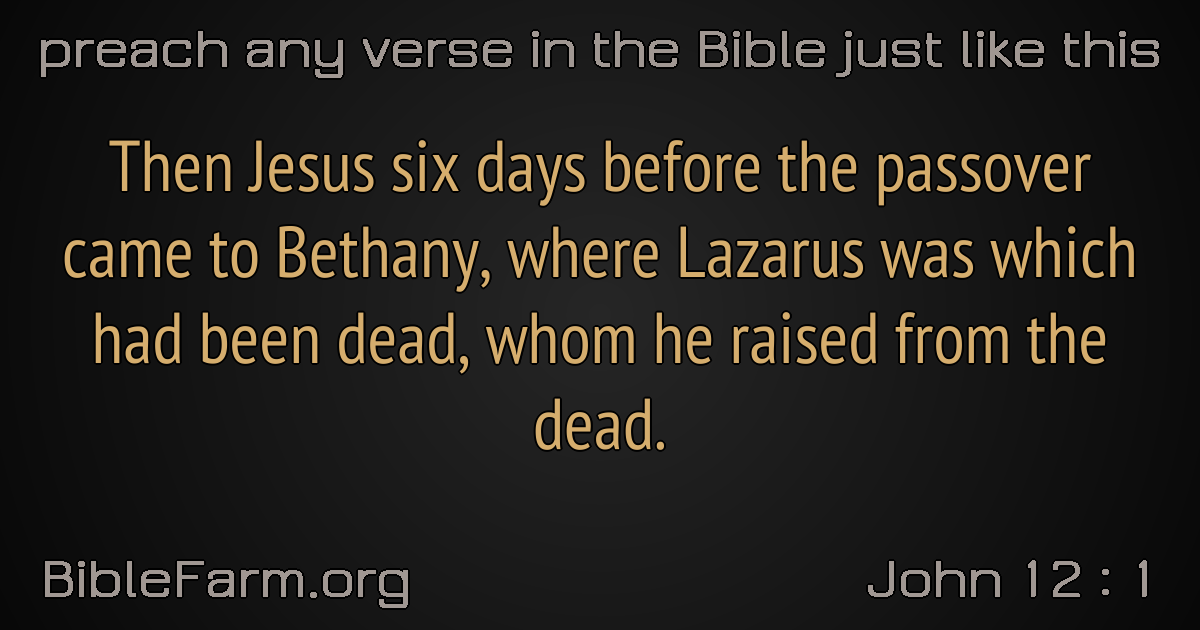 preach any verse in the Bible just like this
Then Jesus six days before the passover
came to Bethany, where Lazarus was which
had been dead, whom he raised from the
dead.
BibleFarm.org
John 12 : 1